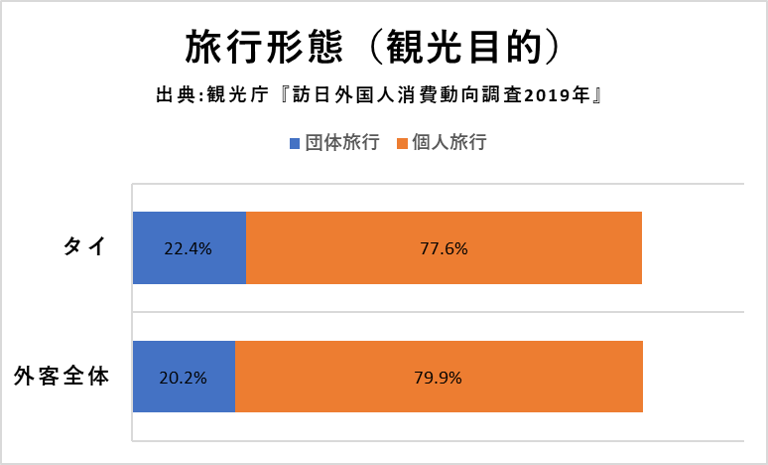 旅行形態（観光目的）
出典:観光庁『訪日外国人消費動向調査2019年』
団体旅行 個人旅行
タイ 22.4% 77.6%
外客全体 20.2% 79.9%